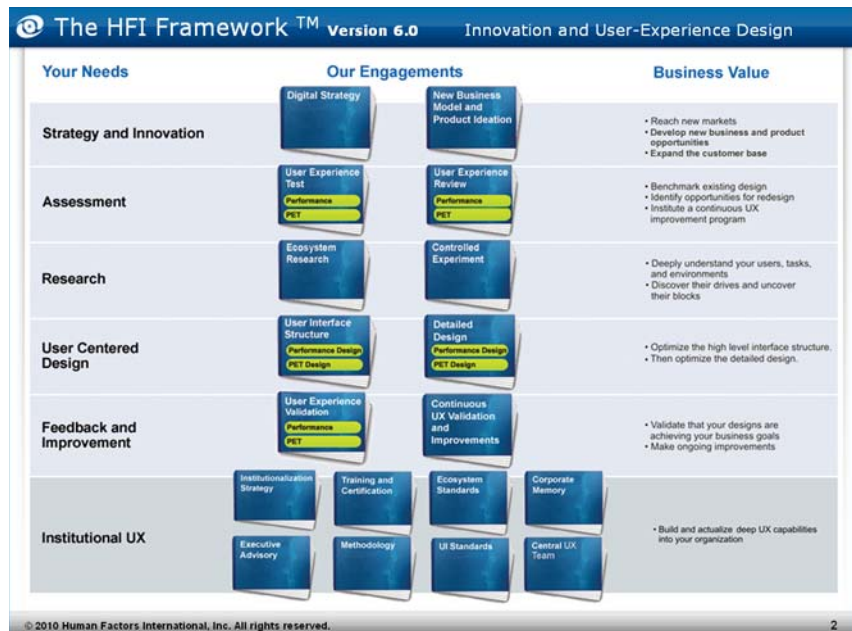 The HFI Framework ™ Version 6.0 Innovation and User-Experience Design
Your Needs Our Engagements Business Value
Strategy and Innovation
Digital Strategy
New Business
Model and
Product Ideation
• Reach new markets
• Develop new business and product
opportunities
• Expand the customer base
Assessment
User Experience
Test
Performance
PET
User Experience
Review
Performance
PET
• Benchmark existing design
• Identify opportunities for redesign
• Institute a continuous UX
improvement program
Research
Ecosystem
Research
Controlled
Experiment
• Deeply understand your users, tasks,
and environments
• Discover their drives and uncover
their blocks
User Centered
Design
User Interface
Structure
Performance Design
PET Design
Detailed
Design
Performance Design
PET Design
• Optimize the high level interface structure.
• Then optimize the detailed design.
Feedback and
Improvement
User Experience
Validation
Performance
PET
Continuous
UX Validation
and
Improvements
• Validate that your designs are
achieving your business goals
• Make ongoing improvements
Institutional UX
Institutionalization
Strategy
Training and
Certification
Ecosystem
Standards
Corporate
Memory
Executive
Advisory
Methodology
UI Standards
Central UX
Team
• Build and actualize deep UX capabilities
into your organization
© 2010 Human Factors International, Inc. All rights reserved. 2